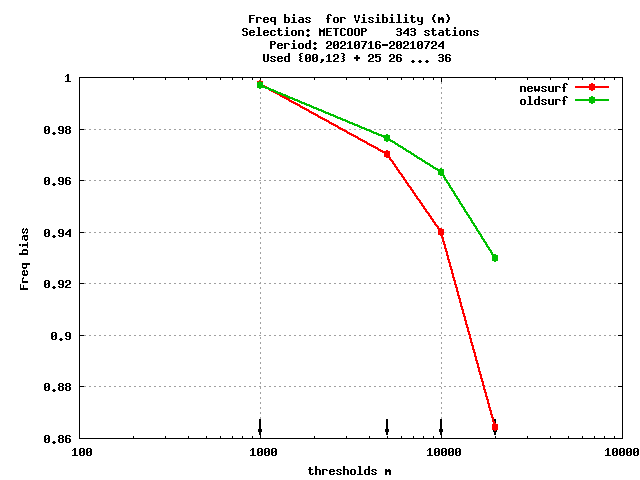 Freq bias  for Visibility (m)
Selection: METCOOP    343 stations
Period: 20210716-20210724
Used {00,12} + 25 26 ... 36
newsurf
oldsurf
1
0.98
0.96
0.94
0.92
0.9
0.88
0.86
Freq bias
100 1000 10000 10000
thresholds m